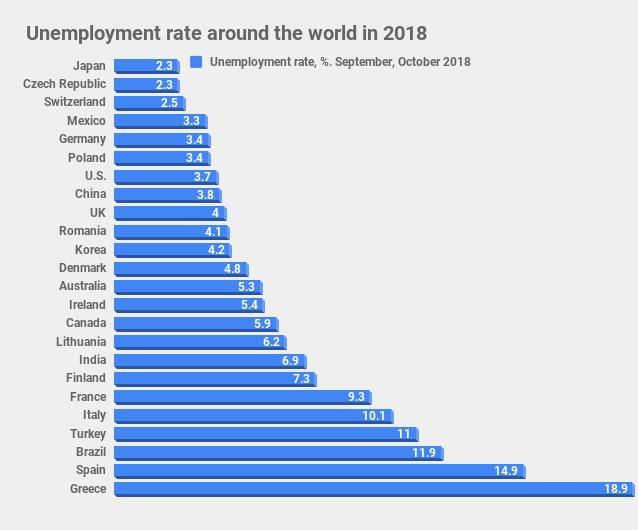 Unemployment rate around the world in 2018
Unemployment rate, %. September, October 2018
Japan 2.3
Czech Republic 2.3
Switzerland 2.5
Mexico 3.3
Germany 3.4
Poland 3.4
U.S. 3.7
China 3.8
UK 4
Romania 4.1
Korea 4.2
Denmark 4.8
Australia 5.3
Ireland 5.4
Canada 5.9
Lithuania 6.2
India 6.9
Finland 7.3
France 9.3
Italy 10.1
Turkey 11
Brazil 11.9
Spain 14.9
Greece 18.9